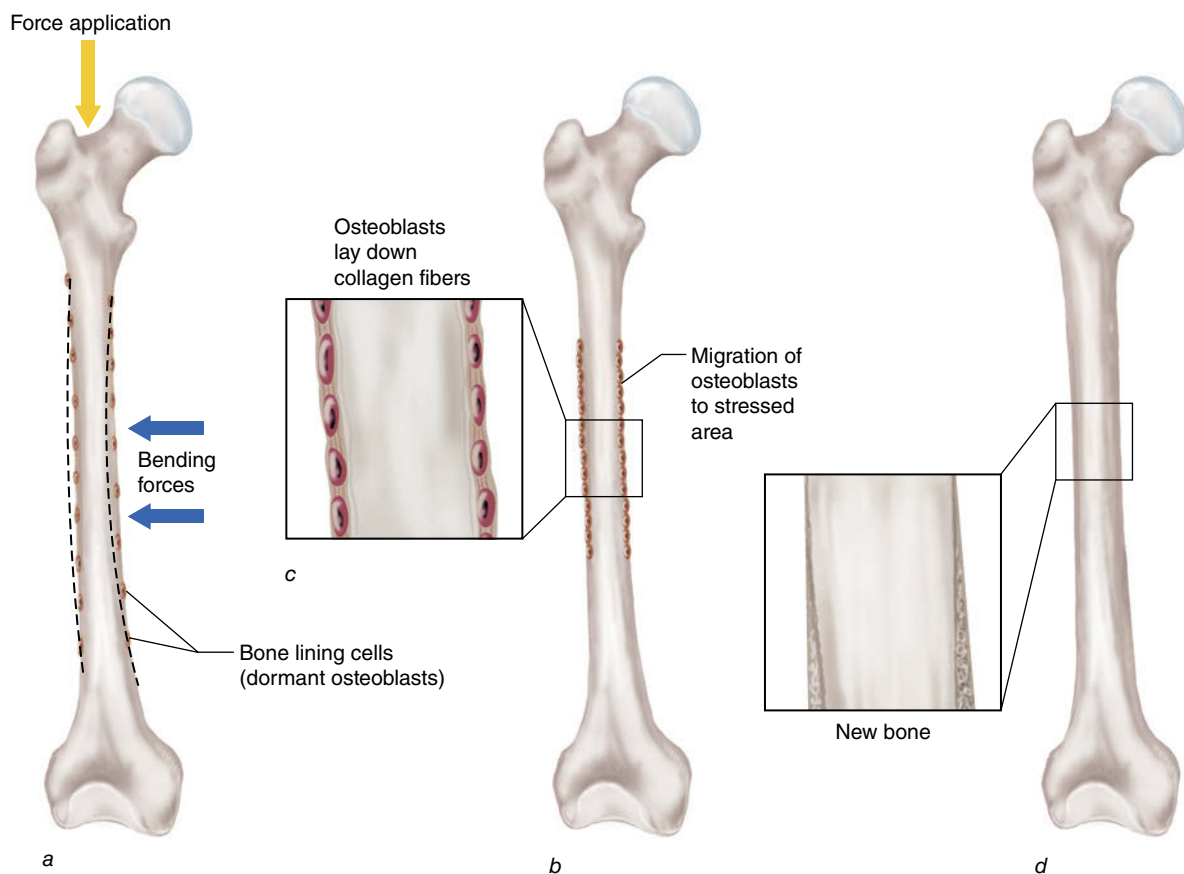 Force application
Osteoblasts
lay down
collagen fibers
Migration of
osteoblasts
to stressed
area
Bending
forces
c
Bone lining cells
(dormant osteoblasts)
New bone
a
b
d